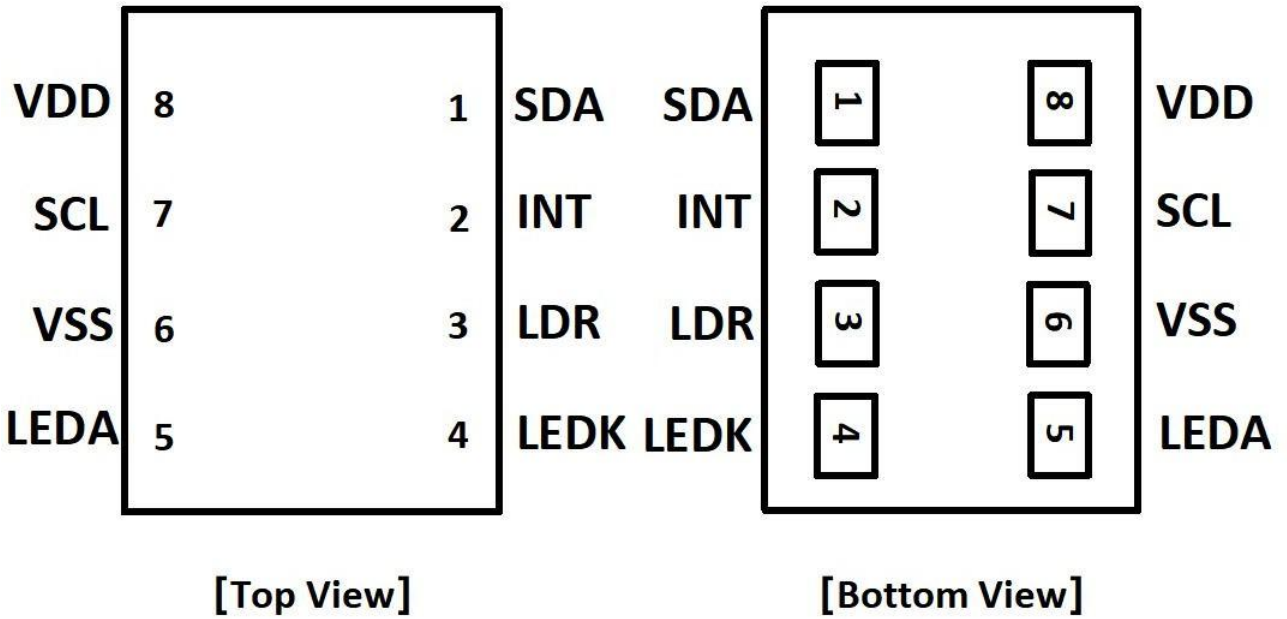 VDD 8 1 SDA SDA 1 8 VDD
SCL 7 2 INT INT 2 7 SCL
VSS 6 3 LDR LDR 3 6 VSS
LEDA 5 4 LEDK LEDK 4 5 LEDA
[Top View] [Bottom View]